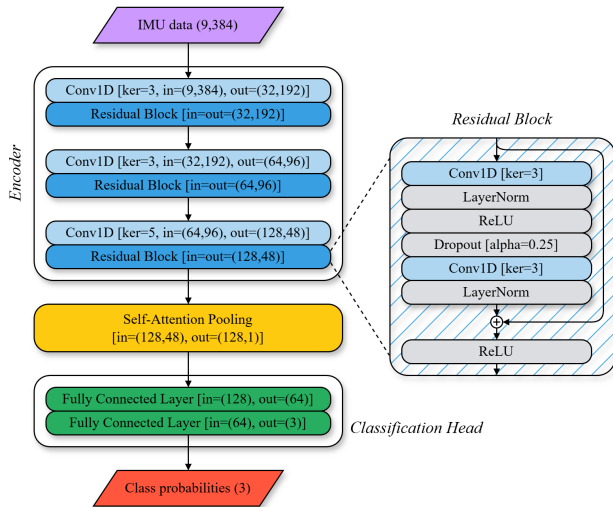 IMU data (9,384)
Encoder
Conv1D [ker=3, in=(9,384), out=(32,192)]
Residual Block [in=out=(32,192)]
Conv1D [ker=3, in=(32,192), out=(64,96)]
Residual Block [in=out=(64,96)]
Conv1D [ker=5, in=(64,96), out=(128,48)]
Residual Block [in=out=(128,48)]
Self-Attention Pooling
[in=(128,48), out=(128,1)]
Fully Connected Layer [in=(128), out=(64)]
Fully Connected Layer [in=(64), out=(3)]
Classification Head
Class probabilities (3)
Residual Block
Conv1D [ker=3]
LayerNorm
ReLU
Dropout [alpha=0.25]
Conv1D [ker=3]
LayerNorm
+
ReLU